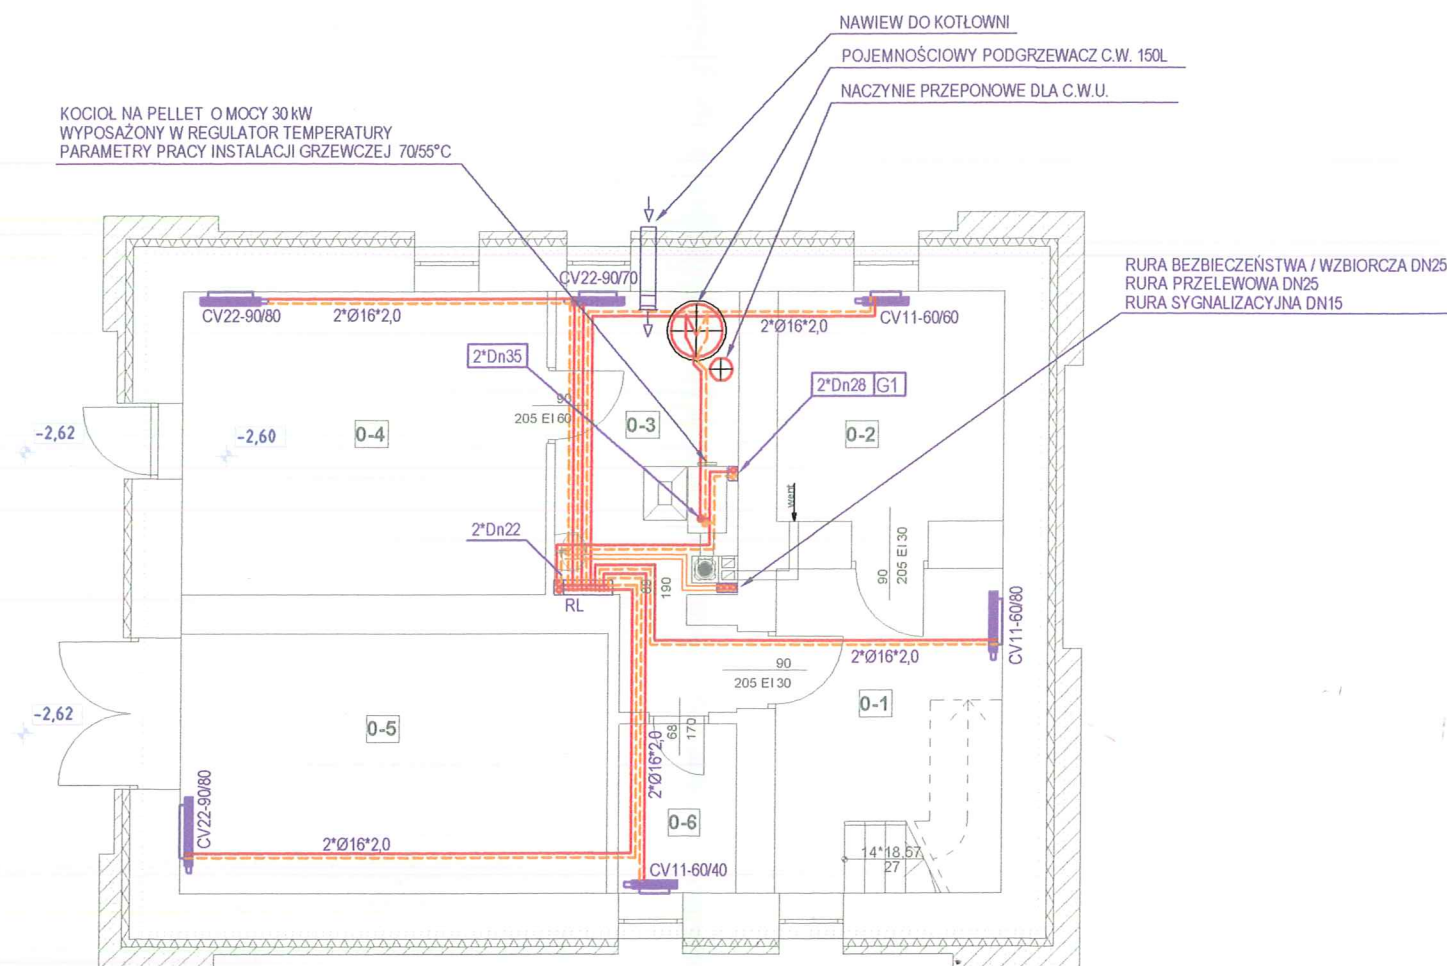 NAWIEW DO KOTŁOWNI
POJEMNOŚCIOWY PODGRZEWACZ C.W. 150L
NACZYNIE PRZEPONOWE DLA C.W.U.
KOCIOŁ NA PELLET O MOCY 30 kW
WYPOSAŻONY W REGULATOR TEMPERATURY
PARAMETRY PRACY INSTALACJI GRZEWCZEJ 70/55°C
RURA BEZBIECZEŃSTWA / WZBIORCZA DN25
RURA PRZELEWOWA DN25
RURA SYGNALIZACYJNA DN15
CV22-90/70
CV22-90/80
2*Ø16*2,0
2*Ø16*2,0
CV11-60/60
2*Dn35
2*Dn28 G1
90
205 EI 60
0-3
0-4
0-2
-2,62
-2,60
went
2*Dn22
90
205 EI 30
RL
190
CV11-60/80
2*Ø16*2,0
90
205 EI 30
0-1
-2,62
0-5
68
170
2*Ø16*2,0
CV22-90/80
0-6
2*Ø16*2,0
14*18,57
27
CV11-60/40